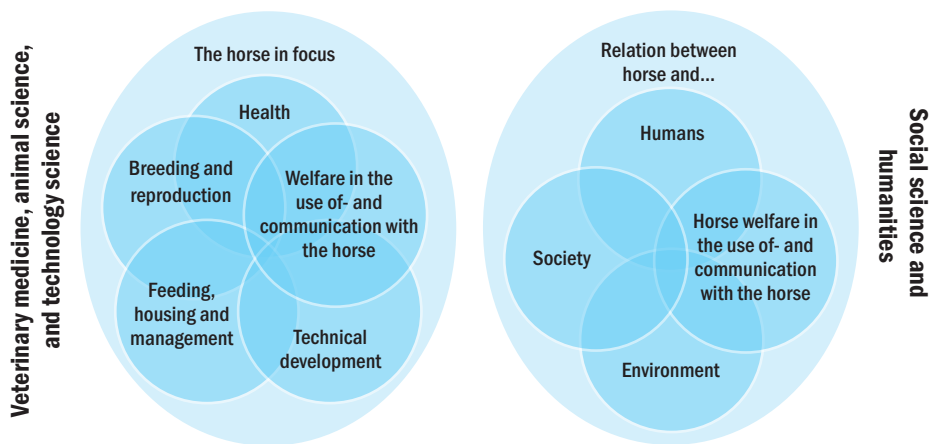 Veterinary medicine, animal science,
and technology science
The horse in focus
Health
Breeding and
reproduction
Welfare in the
use of- and
communication with
the horse
Feeding,
housing and
management
Technical
development
Relation between
horse and...
Humans
Society
Horse welfare in
the use of- and
communication
with the horse
Environment
Social science and
humanities